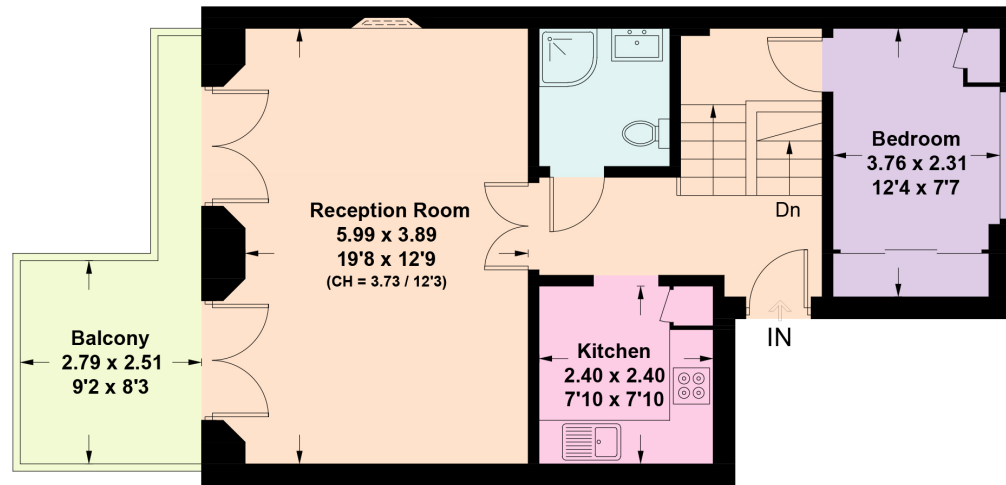 Reception Room
5.99 x 3.89
19'8 x 12'9
(CH = 3.73 / 12'3)
Bedroom
3.76 x 2.31
12'4 x 7'7
Dn
IN
Balcony
2.79 x 2.51
9'2 x 8'3
Kitchen
2.40 x 2.40
7'10 x 7'10